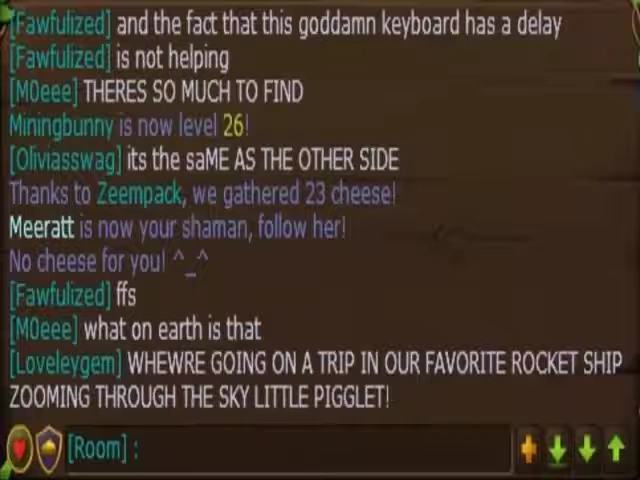 [Fawfulized] and the fact that this goddamn keyboard has a delay
[Fawfulized] is not helping
[M0eee] THERES SO MUCH TO FIND
Miningbunny is now level 26!
[Oliviasswag] its the saME AS THE OTHER SIDE
Thanks to Zeempack, we gathered 23 cheese!
Meeratt is now your shaman, follow her!
No cheese for you! ^_^
[Fawfulized] ffs
[M0eee] what on earth is that
[Loveleygem] WHEWRE GOING ON A TRIP IN OUR FAVORITE ROCKET SHIP
ZOOMING THROUGH THE SKY LITTLE PIGGLET!
[Room] :